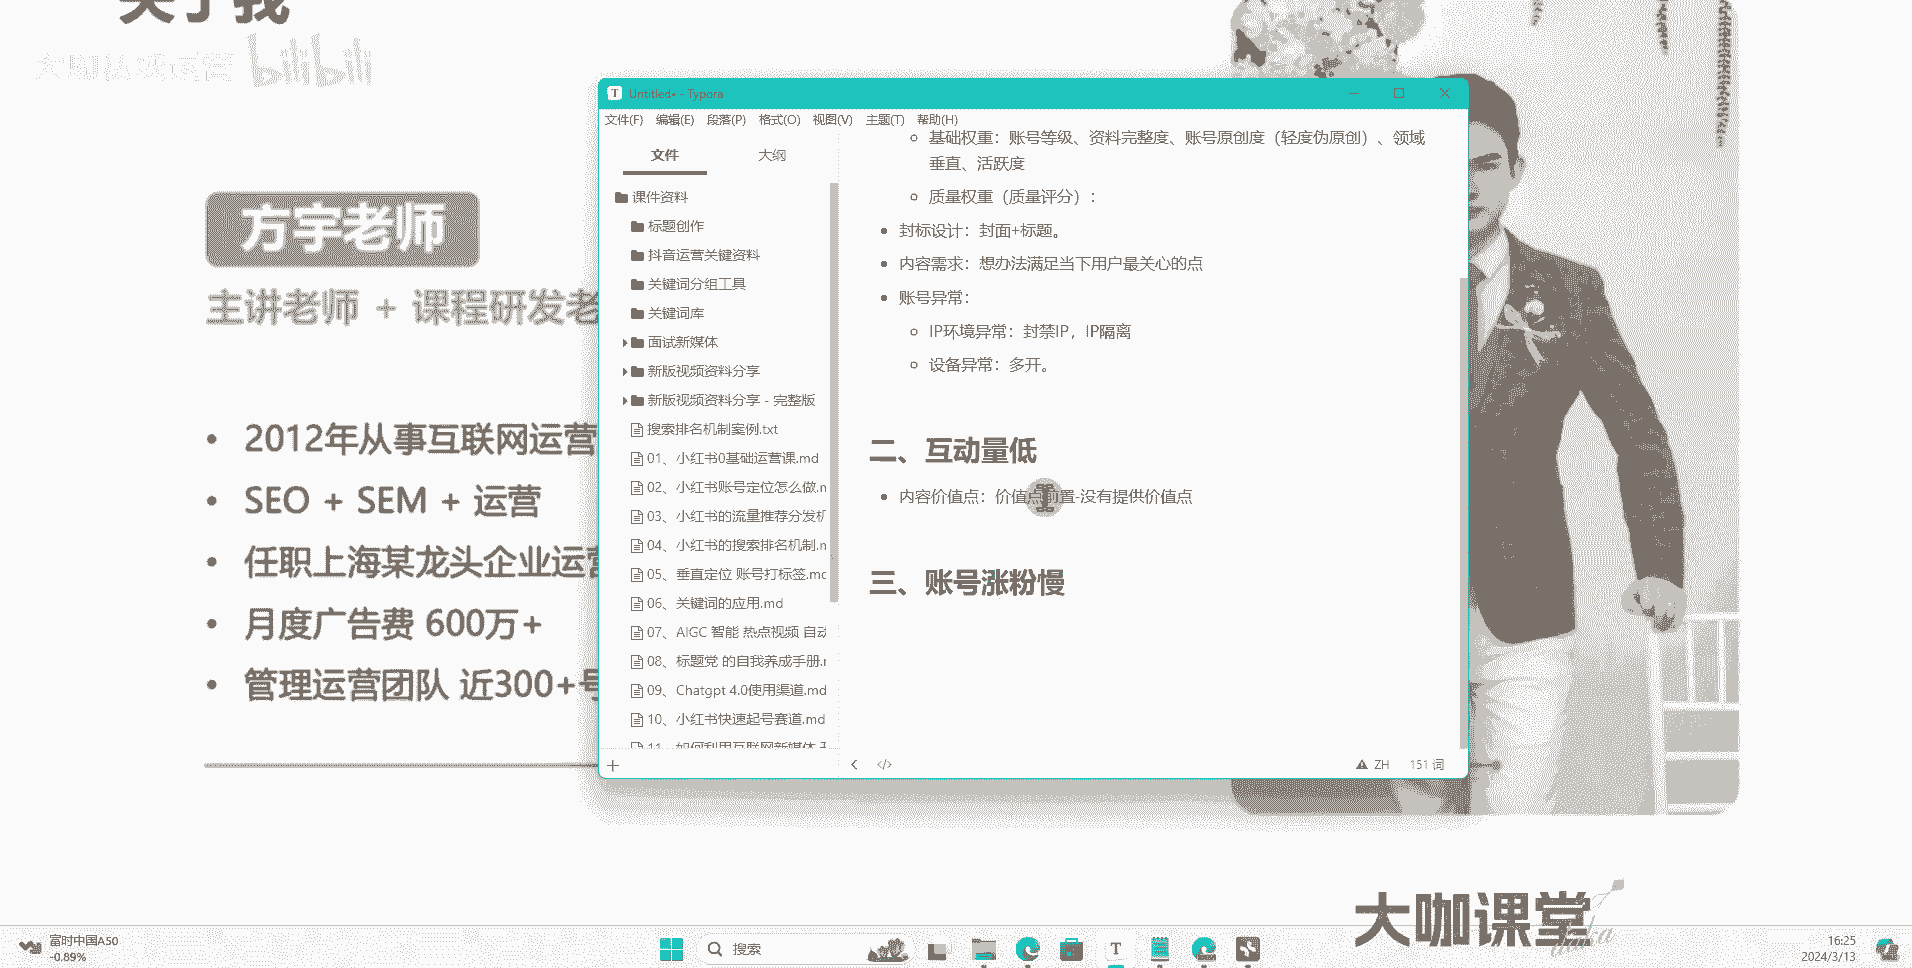 关于我
bilibili
方宇老师
主讲老师 + 课程研发老
2012年从事互联网运营
SEO + SEM + 运营
任职上海某龙头企业运营
月度广告费 600万+
管理运营团队 近300+号
Untitled• - Typora
文件(F) 编辑(E) 段落(P) 格式(O) 视图(V) 主题(T) 帮助(H)
文件 大纲
课件资料
标题创作
抖音运营关键资料
关键词分组工具
关键词库
面试新媒体
新版视频资料分享
新版视频资料分享 - 完整版
搜索排名机制案例.txt
01、小红书0基础运营课.md
02、小红书账号定位怎么做.n
03、小红书的流量推荐分发机
04、小红书的搜索排名机制.n
05、垂直定位 账号打标签.mc
06、关键词的应用.md
07、AIGC 智能 热点视频 自动
08、标题党 的自我养成手册.r
09、Chatgpt 4.0使用渠道.md
10、小红书快速起号赛道.md
11、如何利用互联网新媒体
基础权重：账号等级、资料完整度、账号原创度（轻度伪原创）、领域
垂直、活跃度
质量权重（质量评分）：
封标设计：封面+标题。
内容需求：想办法满足当下用户最关心的点
账号异常：
IP环境异常：封禁IP，IP隔离
设备异常：多开。
二、互动量低
内容价值点：价值点前置-没有提供价值点
三、账号涨粉慢
ZH 151 词
大咖课堂
富时中国A50
-0.89%
搜索
16:25
2024/3/13